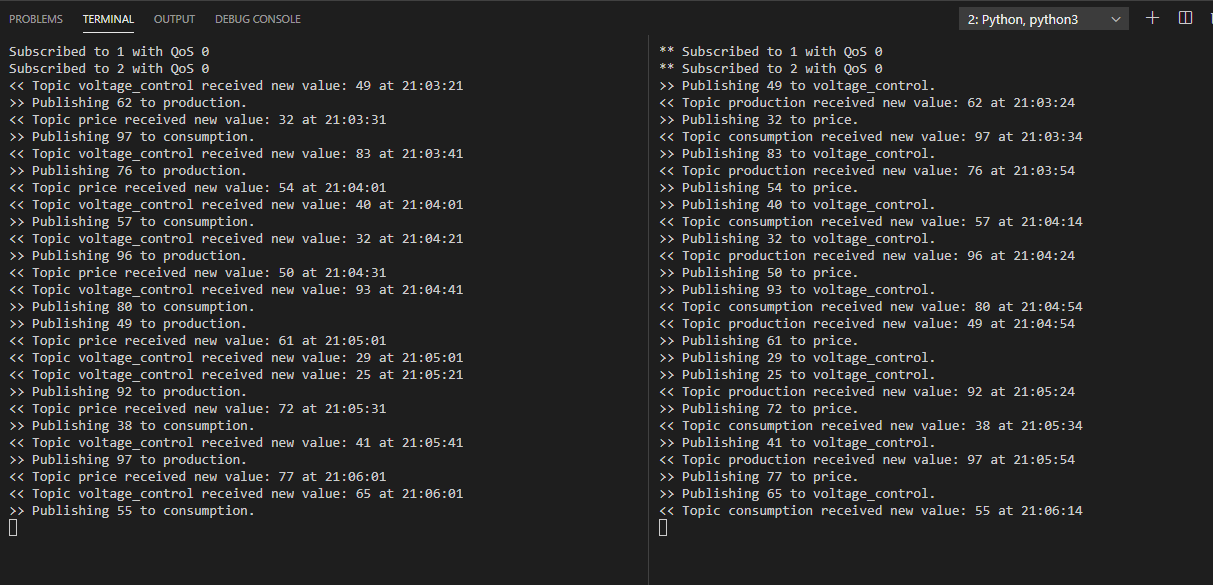 PROBLEMS TERMINAL OUTPUT DEBUG CONSOLE 2: Python, python3
Subscribed to 1 with QoS 0
Subscribed to 2 with QoS 0
<< Topic voltage_control received new value: 49 at 21:03:21
>> Publishing 62 to production.
<< Topic price received new value: 32 at 21:03:31
>> Publishing 97 to consumption.
<< Topic voltage_control received new value: 83 at 21:03:41
>> Publishing 76 to production.
<< Topic price received new value: 54 at 21:04:01
<< Topic voltage_control received new value: 40 at 21:04:01
>> Publishing 57 to consumption.
<< Topic voltage_control received new value: 32 at 21:04:21
>> Publishing 96 to production.
<< Topic price received new value: 50 at 21:04:31
<< Topic voltage_control received new value: 93 at 21:04:41
>> Publishing 80 to consumption.
>> Publishing 49 to production.
<< Topic price received new value: 61 at 21:05:01
<< Topic voltage_control received new value: 29 at 21:05:01
<< Topic voltage_control received new value: 25 at 21:05:21
>> Publishing 92 to production.
<< Topic price received new value: 72 at 21:05:31
>> Publishing 38 to consumption.
<< Topic voltage_control received new value: 41 at 21:05:41
>> Publishing 97 to production.
<< Topic price received new value: 77 at 21:06:01
<< Topic voltage_control received new value: 65 at 21:06:01
>> Publishing 55 to consumption.
** Subscribed to 1 with QoS 0
** Subscribed to 2 with QoS 0
>> Publishing 49 to voltage_control.
<< Topic production received new value: 62 at 21:03:24
>> Publishing 32 to price.
<< Topic consumption received new value: 97 at 21:03:34
>> Publishing 83 to voltage_control.
<< Topic production received new value: 76 at 21:03:54
>> Publishing 54 to price.
>> Publishing 40 to voltage_control.
<< Topic consumption received new value: 57 at 21:04:14
>> Publishing 32 to voltage_control.
<< Topic production received new value: 96 at 21:04:24
>> Publishing 50 to price.
>> Publishing 93 to voltage_control.
<< Topic consumption received new value: 80 at 21:04:54
<< Topic production received new value: 49 at 21:04:54
>> Publishing 61 to price.
>> Publishing 29 to voltage_control.
>> Publishing 25 to voltage_control.
<< Topic production received new value: 92 at 21:05:24
>> Publishing 72 to price.
<< Topic consumption received new value: 38 at 21:05:34
>> Publishing 41 to voltage_control.
<< Topic production received new value: 97 at 21:05:54
>> Publishing 77 to price.
>> Publishing 65 to voltage_control.
<< Topic consumption received new value: 55 at 21:06:14